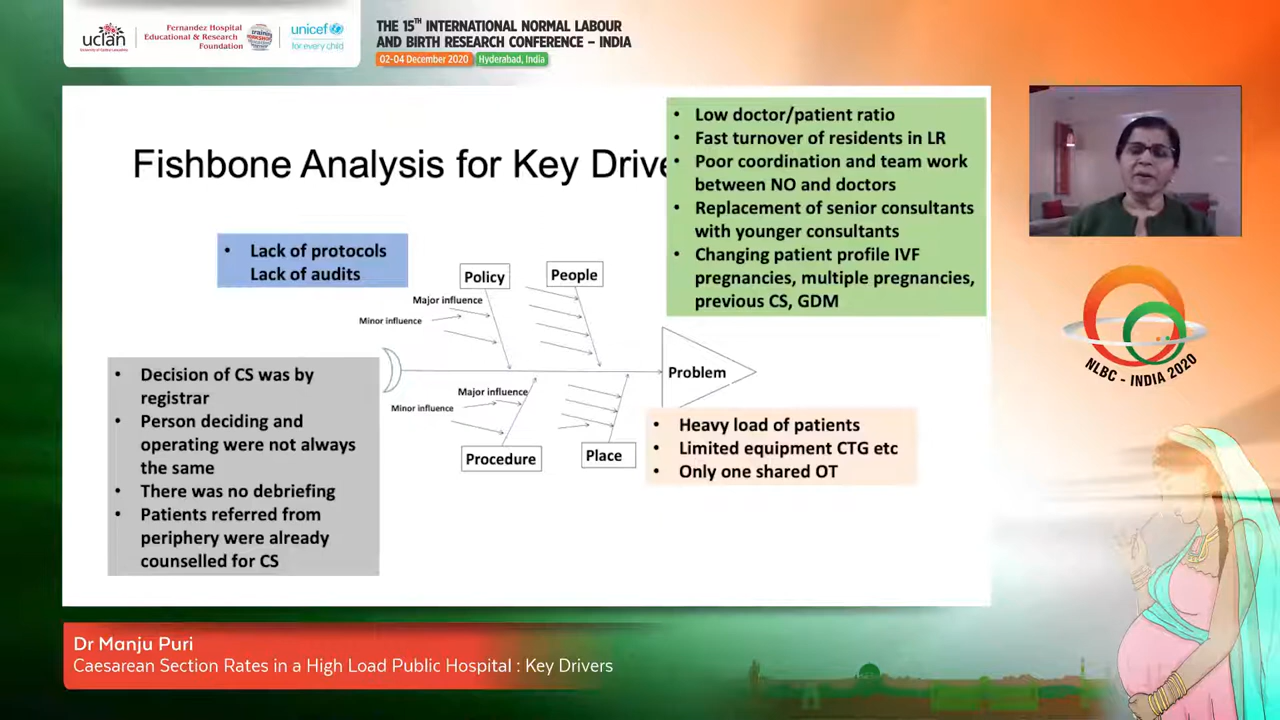 uclan
Fernandez Hospital
Educational & Research
Foundation
unicef
for every child
THE 15TH INTERNATIONAL NORMAL LABOUR
AND BIRTH RESEARCH CONFERENCE – INDIA
02-04 December 2020 Hyderabad, India
Fishbone Analysis for Key Drive
• Low doctor/patient ratio
• Fast turnover of residents in LR
• Poor coordination and team work
between NO and doctors
• Replacement of senior consultants
with younger consultants
• Changing patient profile IVF
pregnancies, multiple pregnancies,
previous CS, GDM
• Lack of protocols
Lack of audits
Policy
People
Major influence
Minor influence
Problem
Major influence
Minor influence
Procedure
Place
• Decision of CS was by
registrar
• Person deciding and
operating were not always
the same
• There was no debriefing
• Patients referred from
periphery were already
counselled for CS
• Heavy load of patients
• Limited equipment CTG etc
• Only one shared OT
NLBC - INDIA 2020
Dr Manju Puri
Caesarean Section Rates in a High Load Public Hospital : Key Drivers